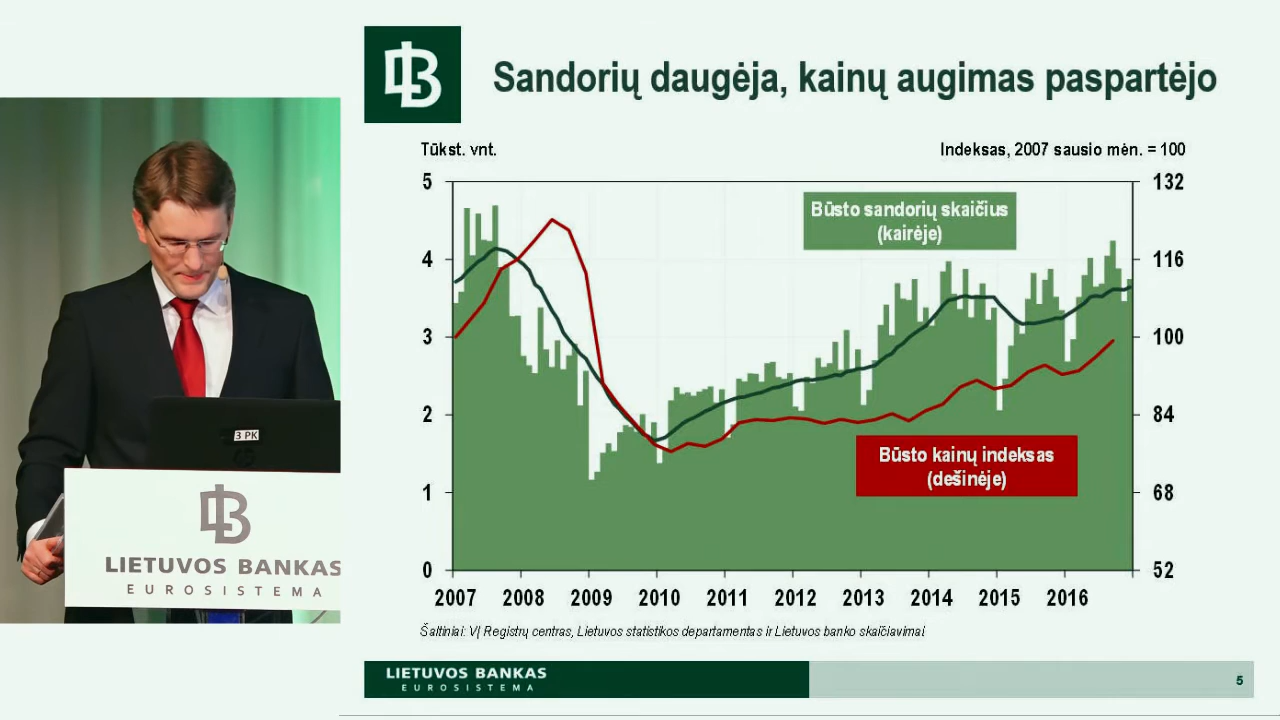 Sandorių daugėja, kainų augimas paspartėjo
Tūkst. vnt.
Indeksas, 2007 sausio mėn. = 100
5
4
3
2
1
0
132
116
100
84
68
52
Būsto sandorių skaičius
(kairėje)
Būsto kainų indeksas
(dešinėje)
2007 2008 2009 2010 2011 2012 2013 2014 2015 2016
Šaltiniai: VĮ Registrų centras, Lietuvos statistikos departamentas ir Lietuvos banko skaičiavimai
LIETUVOS BANKAS
EUROSISTEMA
5
3 PK
LIETUVOS BANKAS
EUROSISTEMA